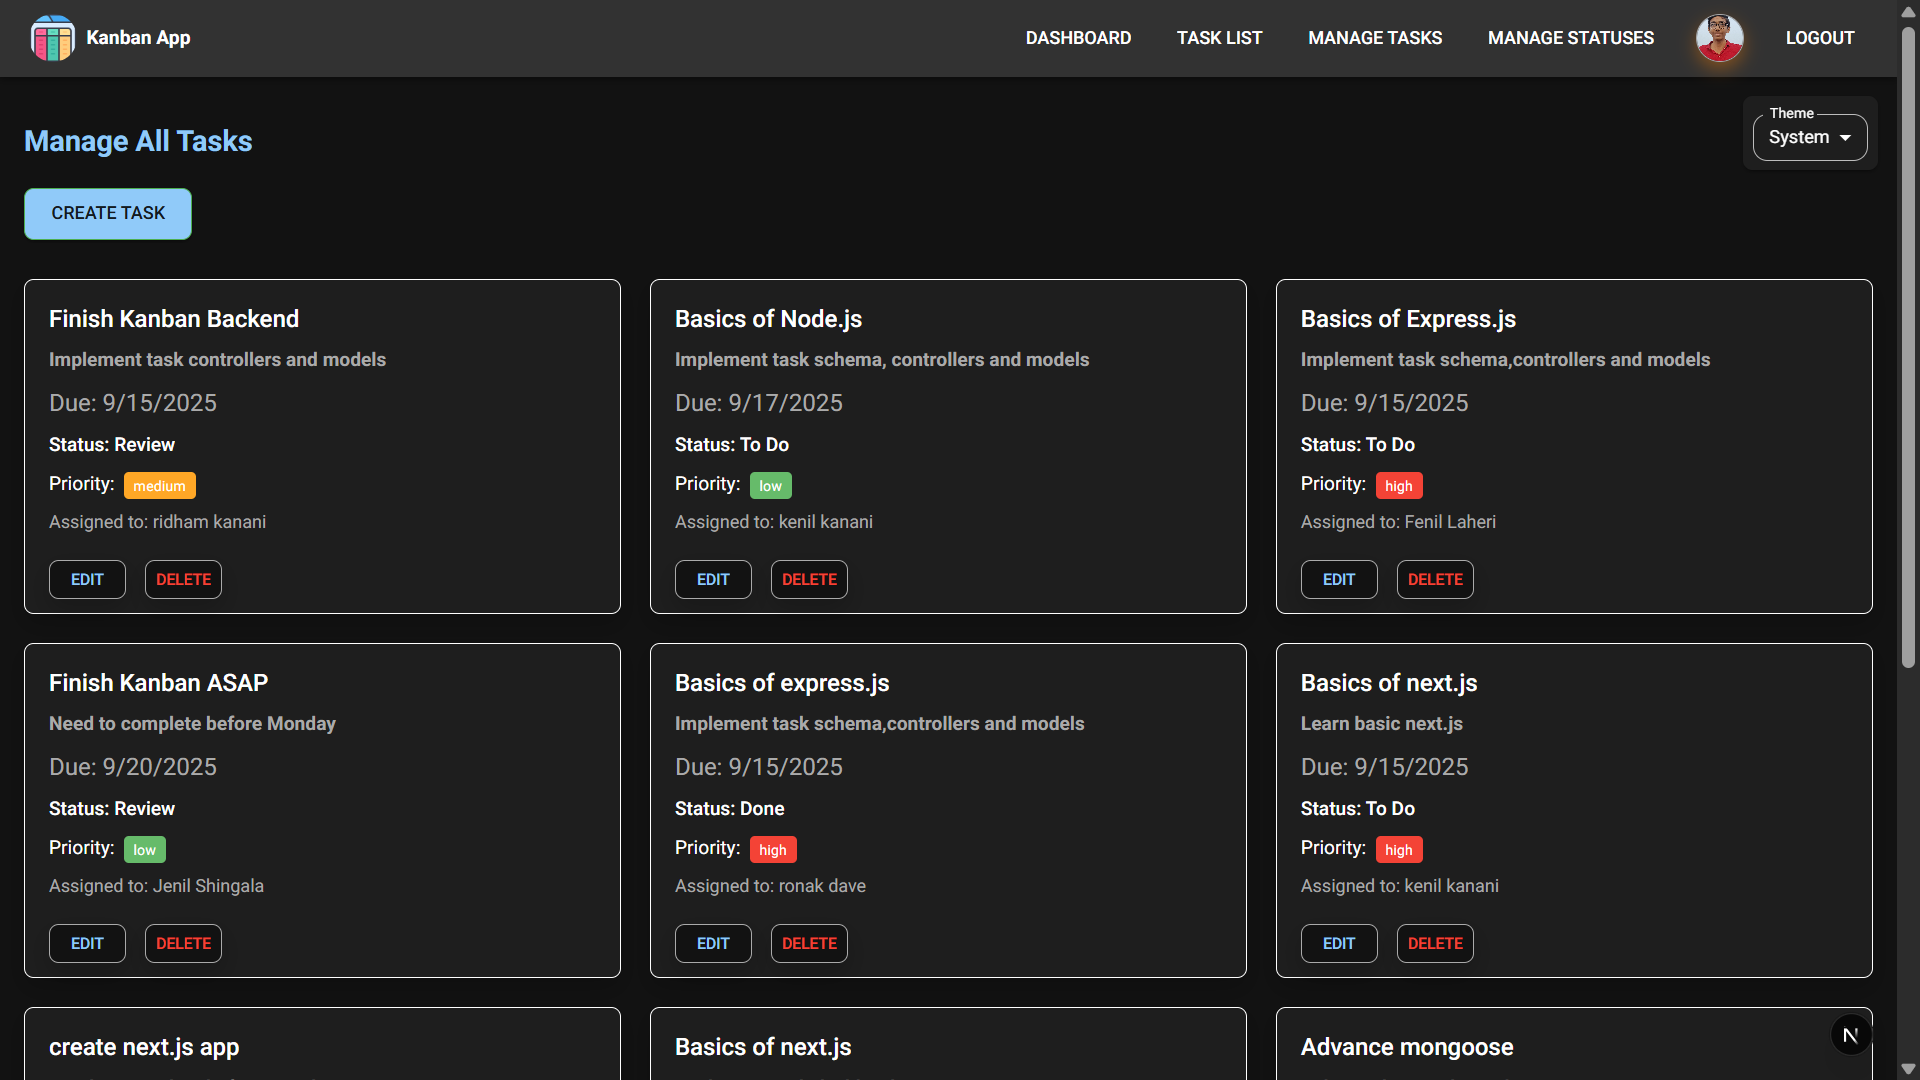 Kanban App
DASHBOARD
TASK LIST
MANAGE TASKS
MANAGE STATUSES
LOGOUT
Theme
System
Manage All Tasks
CREATE TASK
Finish Kanban Backend
Implement task controllers and models
Due: 9/15/2025
Status: Review
Priority: medium
Assigned to: ridham kanani
EDIT DELETE
Basics of Node.js
Implement task schema, controllers and models
Due: 9/17/2025
Status: To Do
Priority: low
Assigned to: kenil kanani
EDIT DELETE
Basics of Express.js
Implement task schema,controllers and models
Due: 9/15/2025
Status: To Do
Priority: high
Assigned to: Fenil Laheri
EDIT DELETE
Finish Kanban ASAP
Need to complete before Monday
Due: 9/20/2025
Status: Review
Priority: low
Assigned to: Jenil Shingala
EDIT DELETE
Basics of express.js
Implement task schema,controllers and models
Due: 9/15/2025
Status: Done
Priority: high
Assigned to: ronak dave
EDIT DELETE
Basics of next.js
Learn basic next.js
Due: 9/15/2025
Status: To Do
Priority: high
Assigned to: kenil kanani
EDIT DELETE
create next.js app
Basics of next.js
Advance mongoose
N